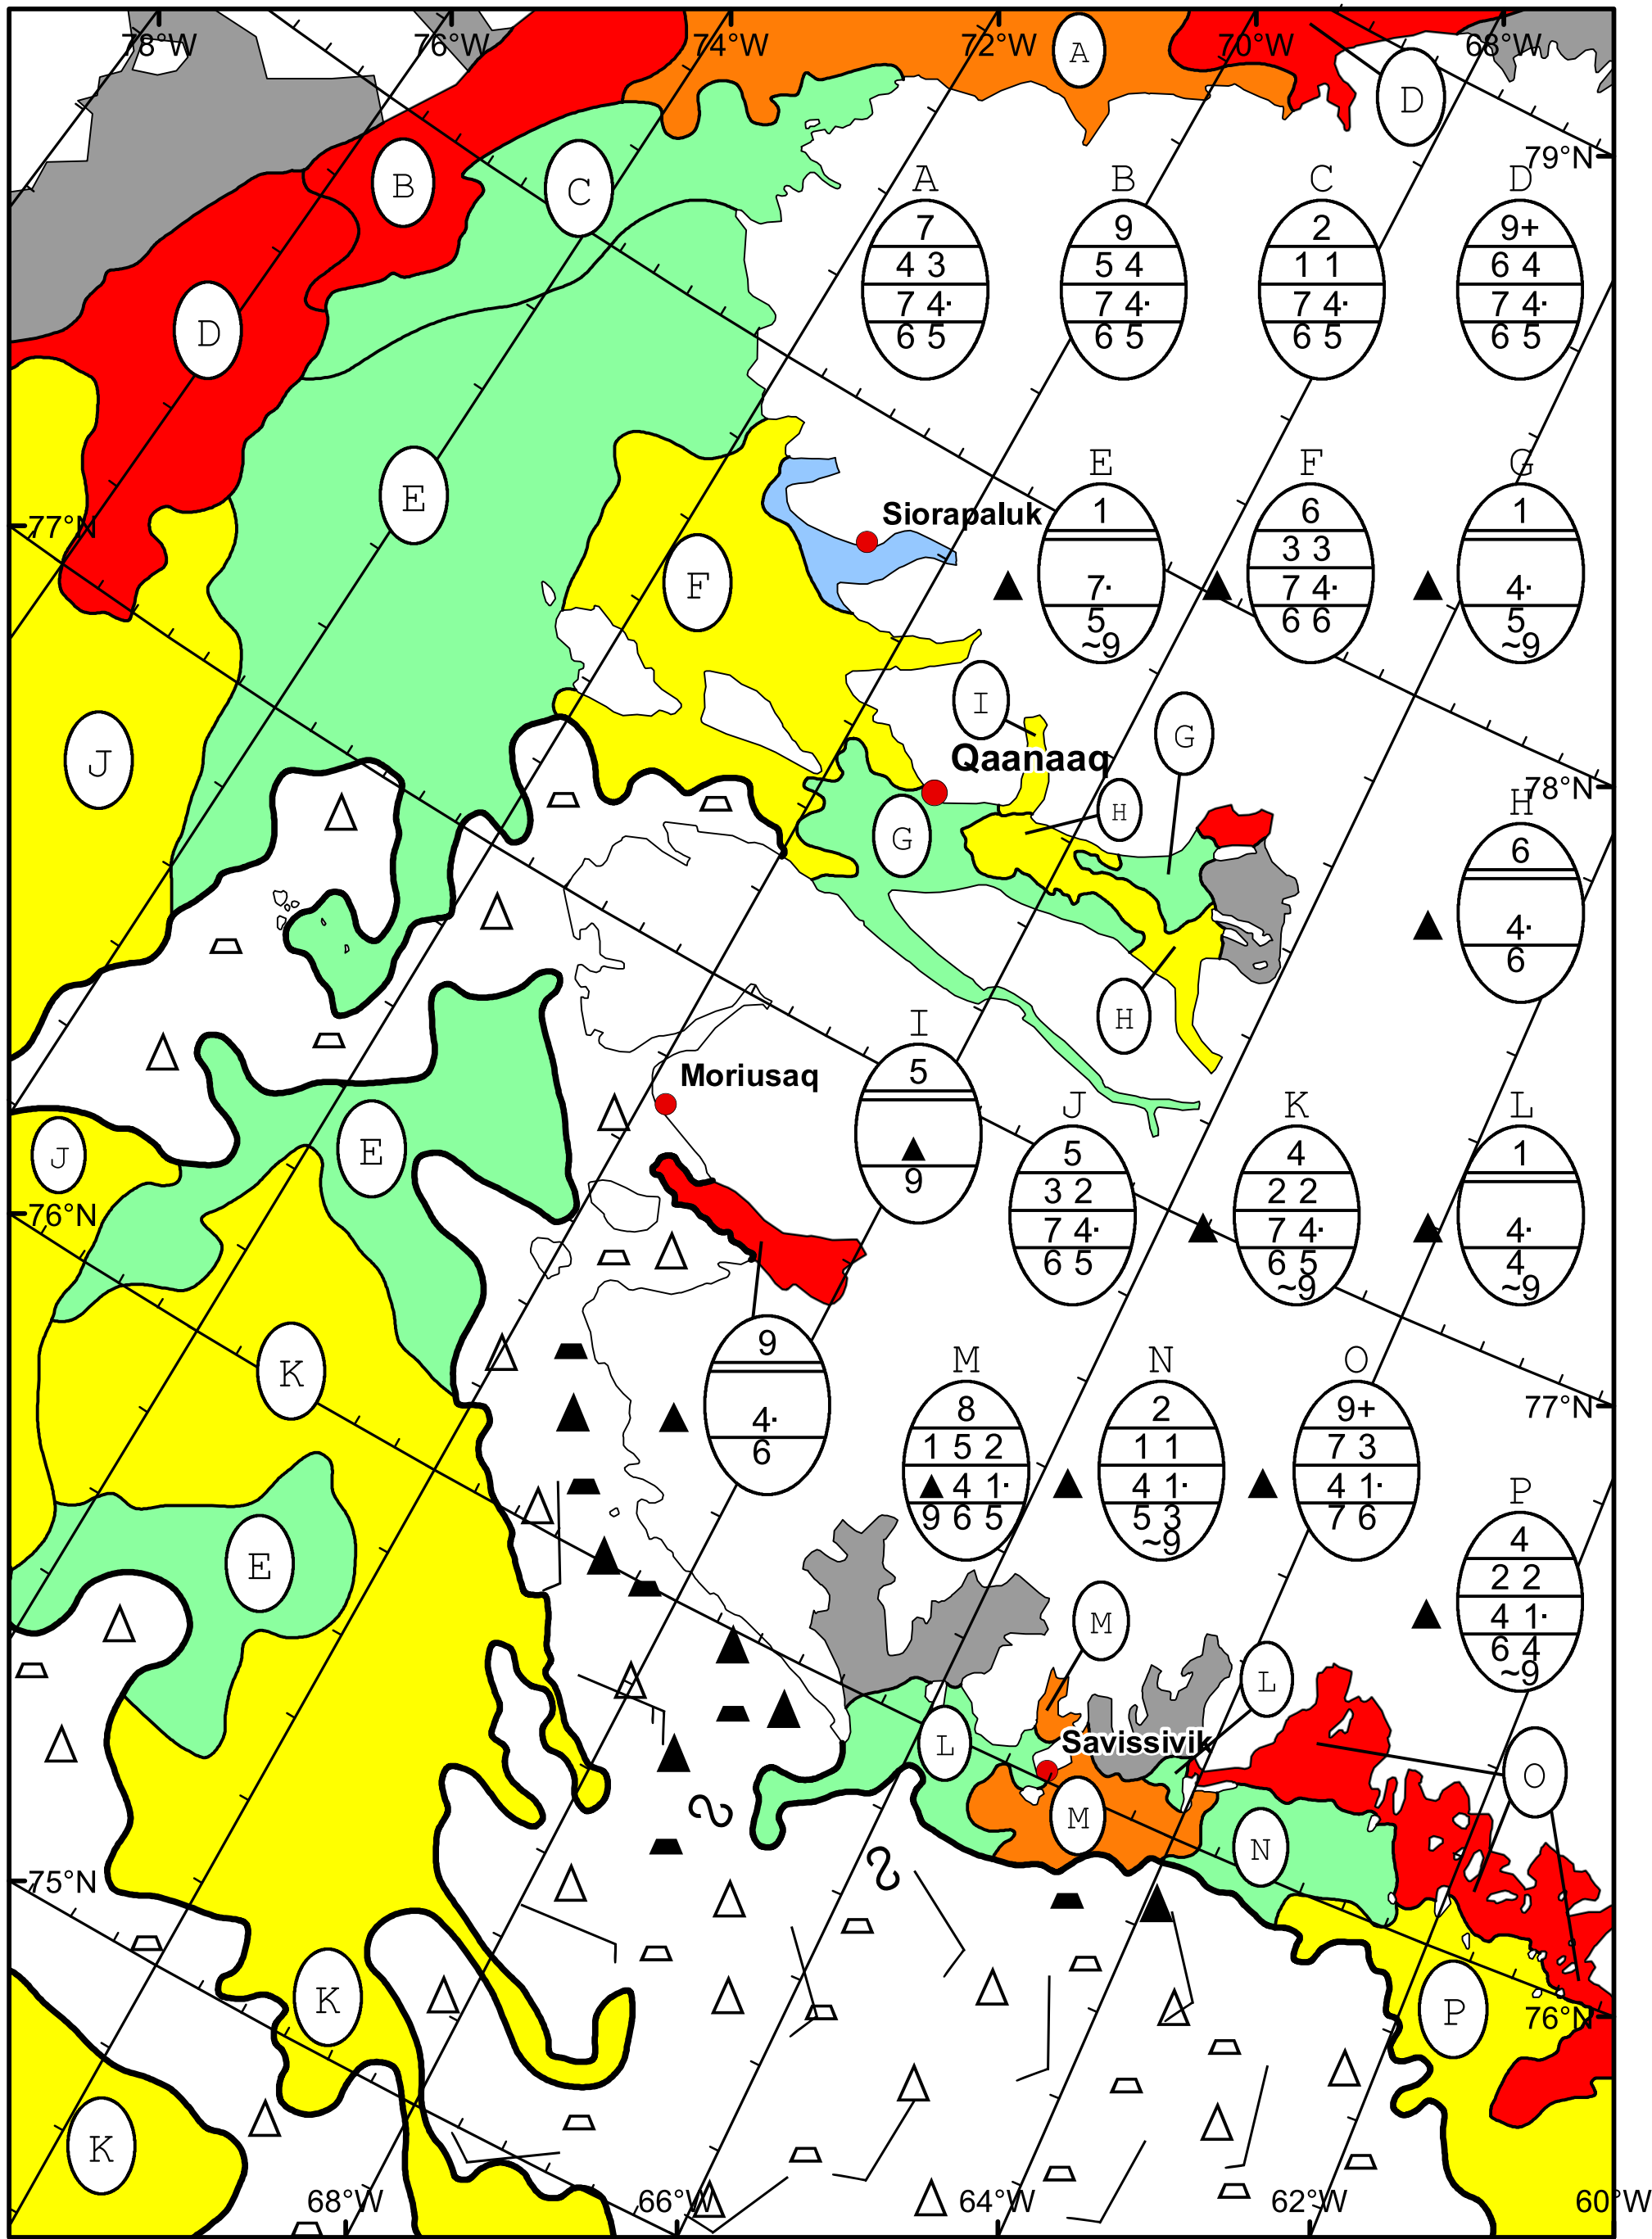 78°W 76°W 74°W 72°W 70°W 68°W
A
D
79°N
B
C
A B C D
7 9 2 9+
4 3 5 4 1 1 6 4
7 4· 7 4· 7 4· 7 4·
6 5 6 5 6 5 6 5
D
E F G
E
1 6 1
3 3
77°N
Siorapaluk
F
7· 7 4· 4·
5 6 6 5
~9 ~9
I
G
J
Qaanaaq
78°N
H
H
G
6
4·
6
H
I
5
9
Moriusaq
J K L
5 4 1
3 2 2 2
7 4· 7 4· 4·
6 5 6 5 4
~9 ~9
J
E
76°N
K
9
4·
6
M N O
77°N
8 2 9+
1 5 2 1 1 7 3
4 1· 4 1· 4 1·
9 6 5 5 3 7 6
~9
P
4
2 2
4 1·
6 4
~9
E
M
L
L
Savissivik
O
M
N
75°N
K
P
76°N
K
68°W 66°W 64°W 62°W 60°W